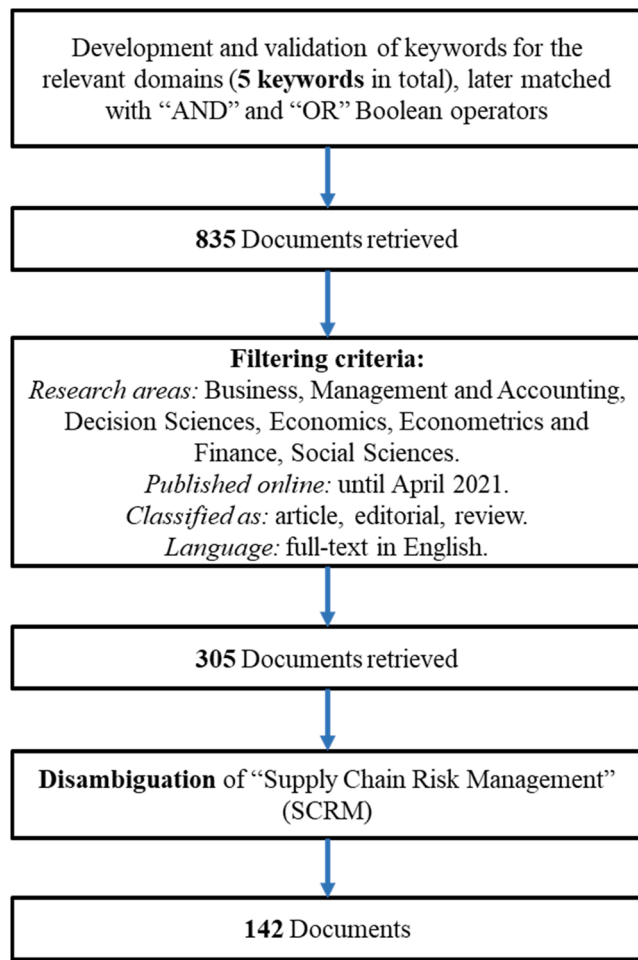 Development and validation of keywords for the
relevant domains (5 keywords in total), later matched
with “AND” and “OR” Boolean operators
835 Documents retrieved
Filtering criteria:
Research areas: Business, Management and Accounting,
Decision Sciences, Economics, Econometrics and
Finance, Social Sciences.
Published online: until April 2021.
Classified as: article, editorial, review.
Language: full-text in English.
305 Documents retrieved
Disambiguation of “Supply Chain Risk Management”
(SCRM)
142 Documents